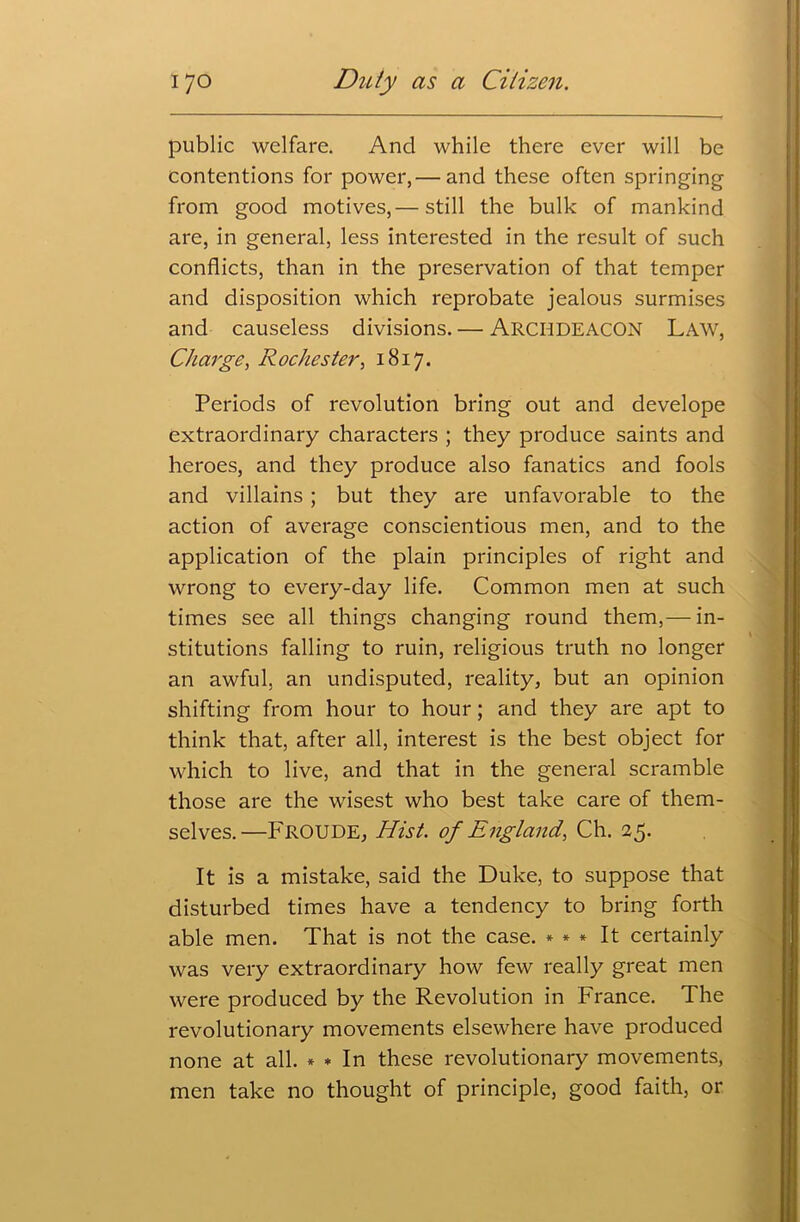 170 Duty as a Citizen.
public welfare. And while there ever will be
contentions for power,— and these often springing
from good motives,— still the bulk of mankind
are, in general, less interested in the result of such
conflicts, than in the preservation of that temper
and disposition which reprobate jealous surmises
and causeless divisions. — ARCHDEACON LAW,
Charge, Rochester, 1817.
Periods of revolution bring out and develope
extraordinary characters ; they produce saints and
heroes, and they produce also fanatics and fools
and villains ; but they are unfavorable to the
action of average conscientious men, and to the
application of the plain principles of right and
wrong to every-day life. Common men at such
times see all things changing round them,— in-
stitutions falling to ruin, religious truth no longer
an awful, an undisputed, reality, but an opinion
shifting from hour to hour ; and they are apt to
think that, after all, interest is the best object for
which to live, and that in the general scramble
those are the wisest who best take care of them-
selves.—FROUDE, Hist. of England, Ch. 25.
It is a mistake, said the Duke, to suppose that
disturbed times have a tendency to bring forth
able men. That is not the case. * * * It certainly
was very extraordinary how few really great men
were produced by the Revolution in France. The
revolutionary movements elsewhere have produced
none at all. * * In these revolutionary movements,
men take no thought of principle, good faith, or